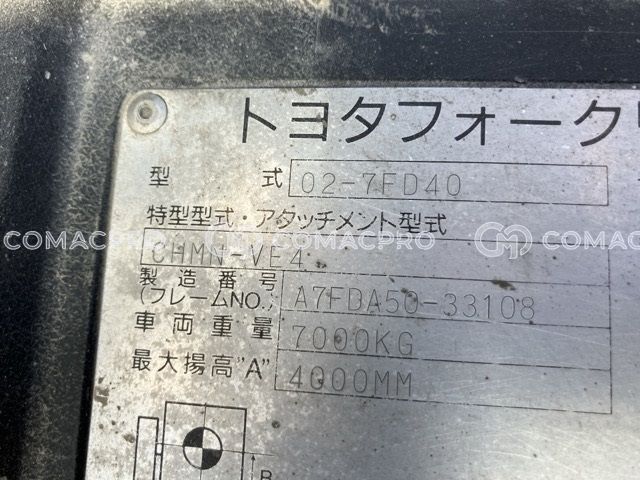 トヨタフォーク
型 式 02-7FD40
特型型式・アタッチメント型式
CHMN-VE4
製造番号
(フレームNO.) A7FDA50-33108
車両重量 7000KG
最大揚高"A" 4000MM
B
COMACPRO COMACPRO COMACPRO